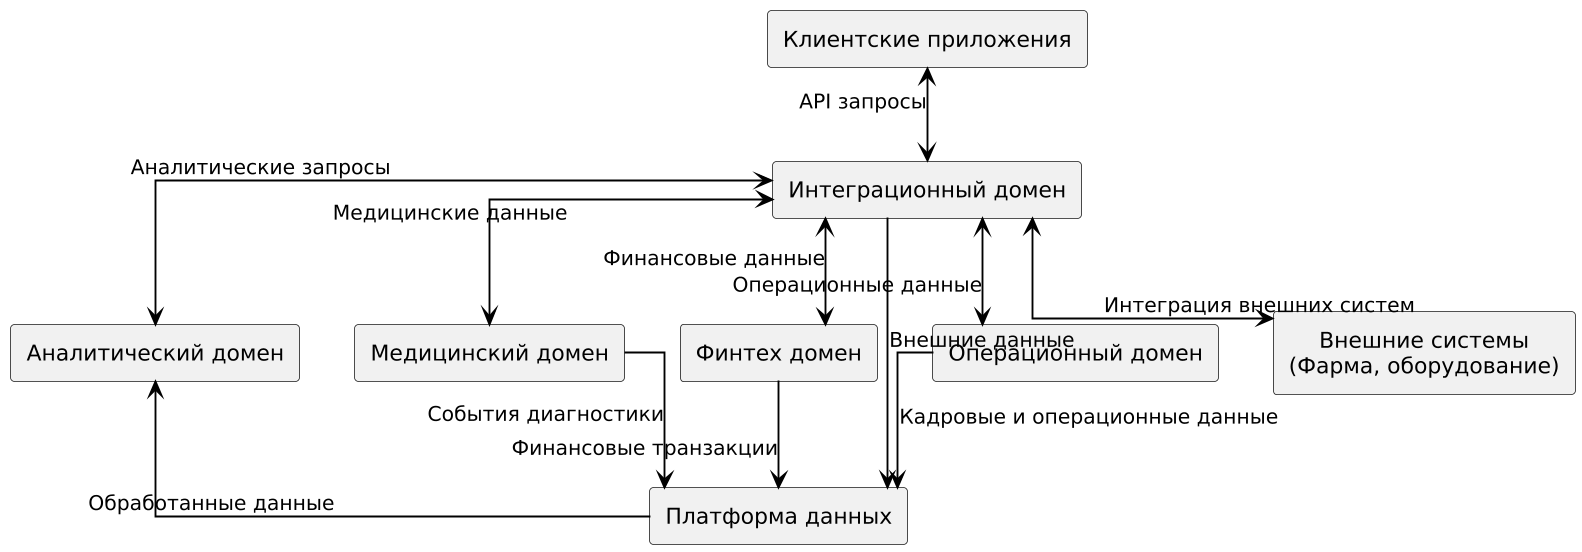 Клиентские приложения
API запросы
Аналитические запросы
Интеграционный домен
Медицинские данные
Финансовые данные
Операционные данные
Интеграция внешних систем
Внешние данные
Аналитический домен
Медицинский домен
Финтех домен
Операционный домен
Внешние системы
(Фарма, оборудование)
События диагностики
Кадровые и операционные данные
Финансовые транзакции
Обработанные данные
Платформа данных